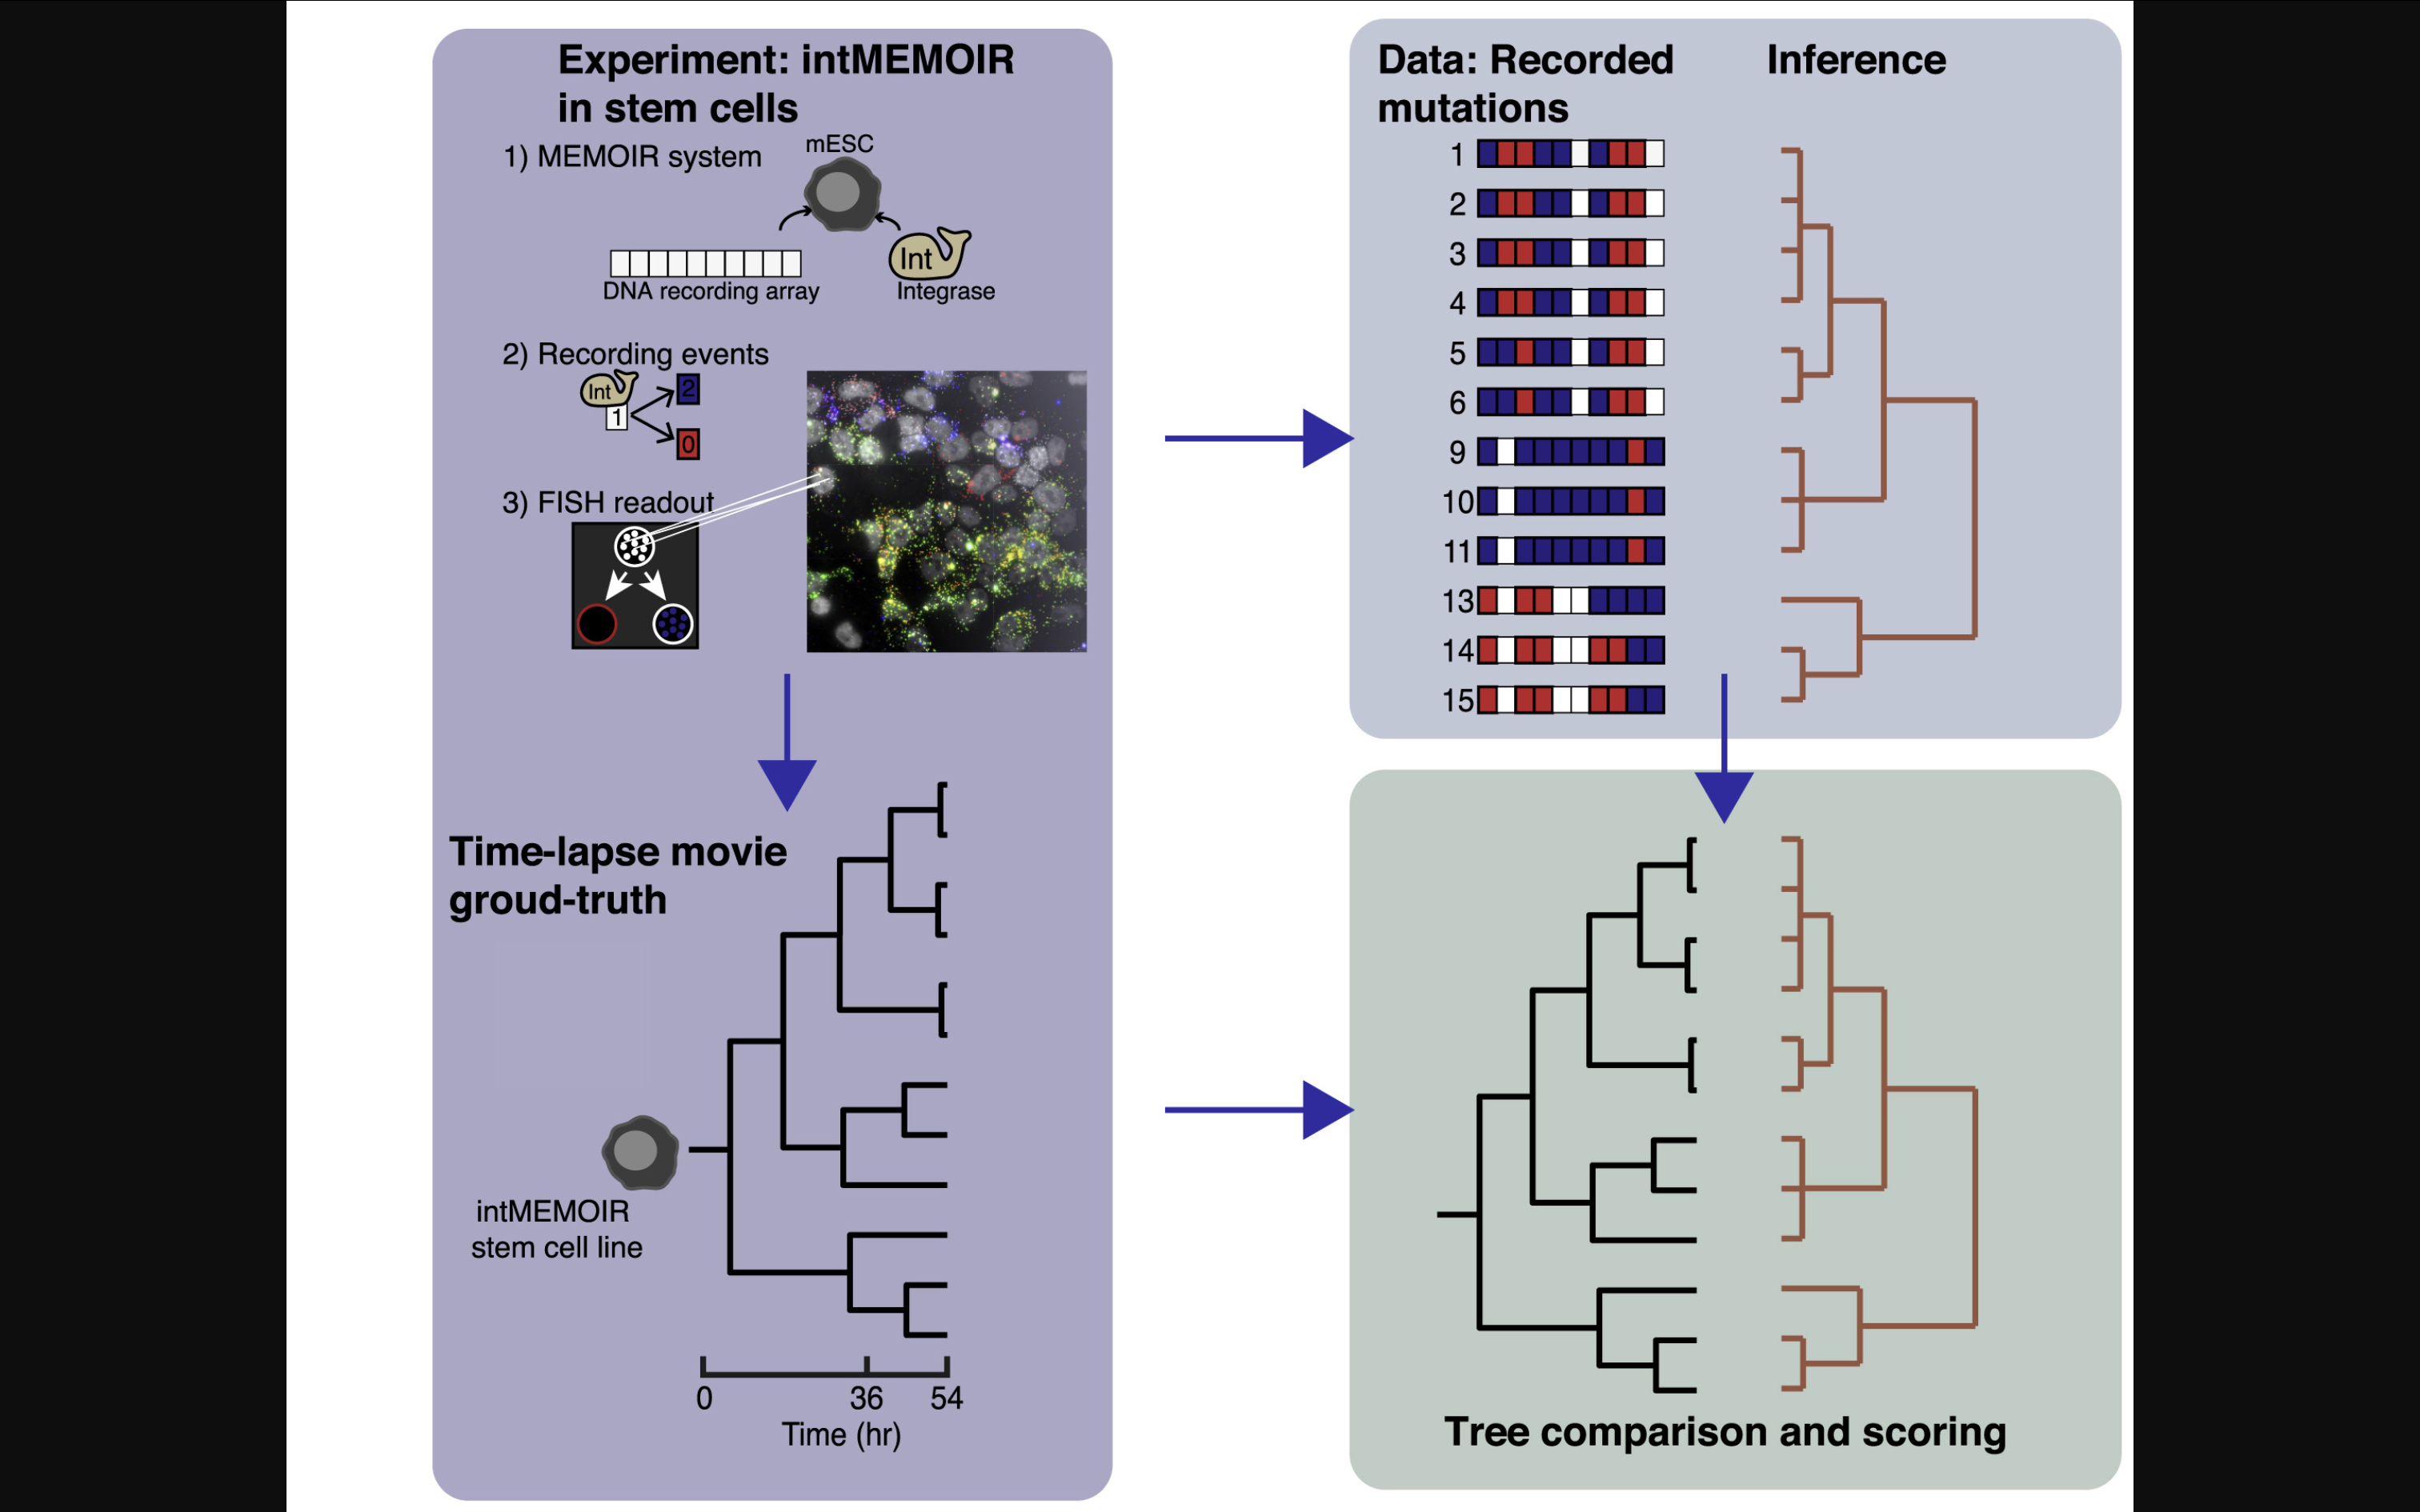 Experiment: intMEMOIR
in stem cells
1) MEMOIR system
mESC
Int
DNA recording array
Integrase
2) Recording events
Int
2
1
0
3) FISH readout
Time-lapse movie
groud-truth
intMEMOIR
stem cell line
0 36 54
Time (hr)
Data: Recorded
mutations
Inference
1
2
3
4
5
6
9
10
11
13
14
15
Tree comparison and scoring